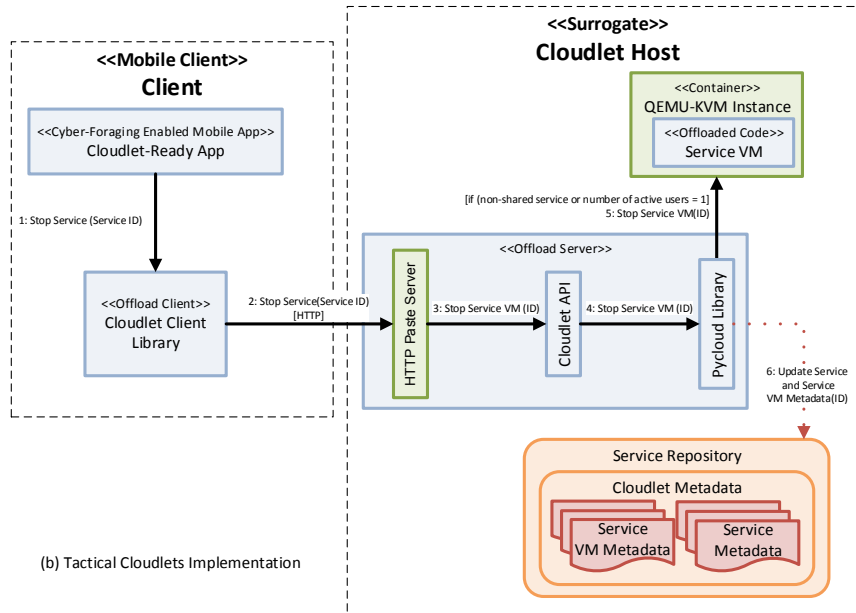 <<Mobile Client>>
Client
<<Cyber-Foraging Enabled Mobile App>>
Cloudlet-Ready App
1: Stop Service (Service ID)
<<Offload Client>>
Cloudlet Client
Library
2: Stop Service(Service ID)
[HTTP]
(b) Tactical Cloudlets Implementation
<<Surrogate>>
Cloudlet Host
<<Container>>
QEMU-KVM Instance
<<Offloaded Code>>
Service VM
[if (non-shared service or number of active users = 1]
5: Stop Service VM(ID)
<<Offload Server>>
HTTP Paste Server
3: Stop Service VM (ID)
Cloudlet API
4: Stop Service VM (ID)
Pycloud Library
6: Update Service
and Service
VM Metadata(ID)
Service Repository
Cloudlet Metadata
Service
VM Metadata
Service
Metadata